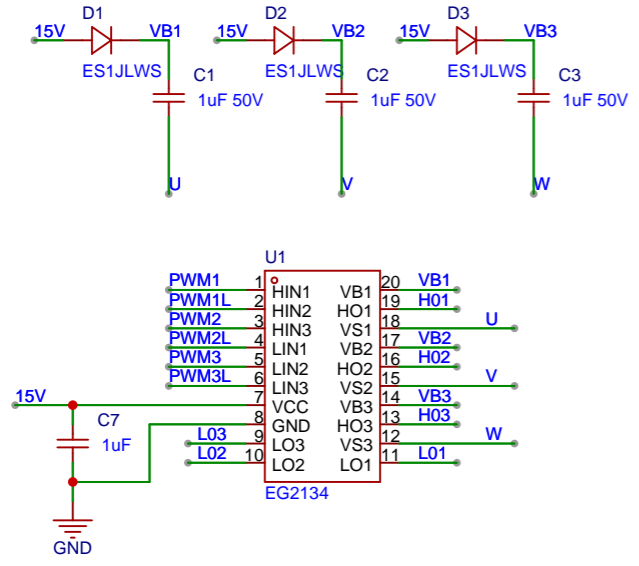 D1 D2 D3
15V VB1 15V VB2 15V VB3
ES1JLWS ES1JLWS ES1JLWS
C1 C2 C3
1uF 50V 1uF 50V 1uF 50V
U V W
U1
PWM1 1 HIN1 VB1 20 VB1
PWM1L 2 HIN2 HO1 19 H01
PWM2 3 HIN3 VS1 18 U
PWM2L 4 LIN1 VB2 17 VB2
PWM3 5 LIN2 HO2 16 H02
PWM3L 6 LIN3 VS2 15 V
15V 7 VCC VB3 14 VB3
C7 8 GND HO3 13 H03
1uF L03 9 LO3 VS3 12 W
L02 10 LO2 LO1 11 L01
EG2134
GND